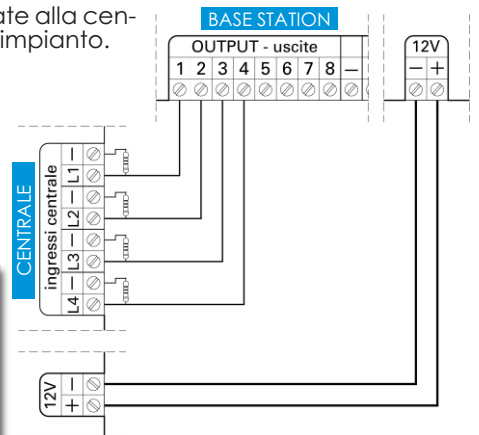 ate alla cen-
impianto.
BASE STATION
OUTPUT - uscite
12V
1 2 3 4 5 6 7 8 –
– +
CENTRALE
ingressi centrale
–
L1
–
L2
–
L3
–
L4
12V
– +